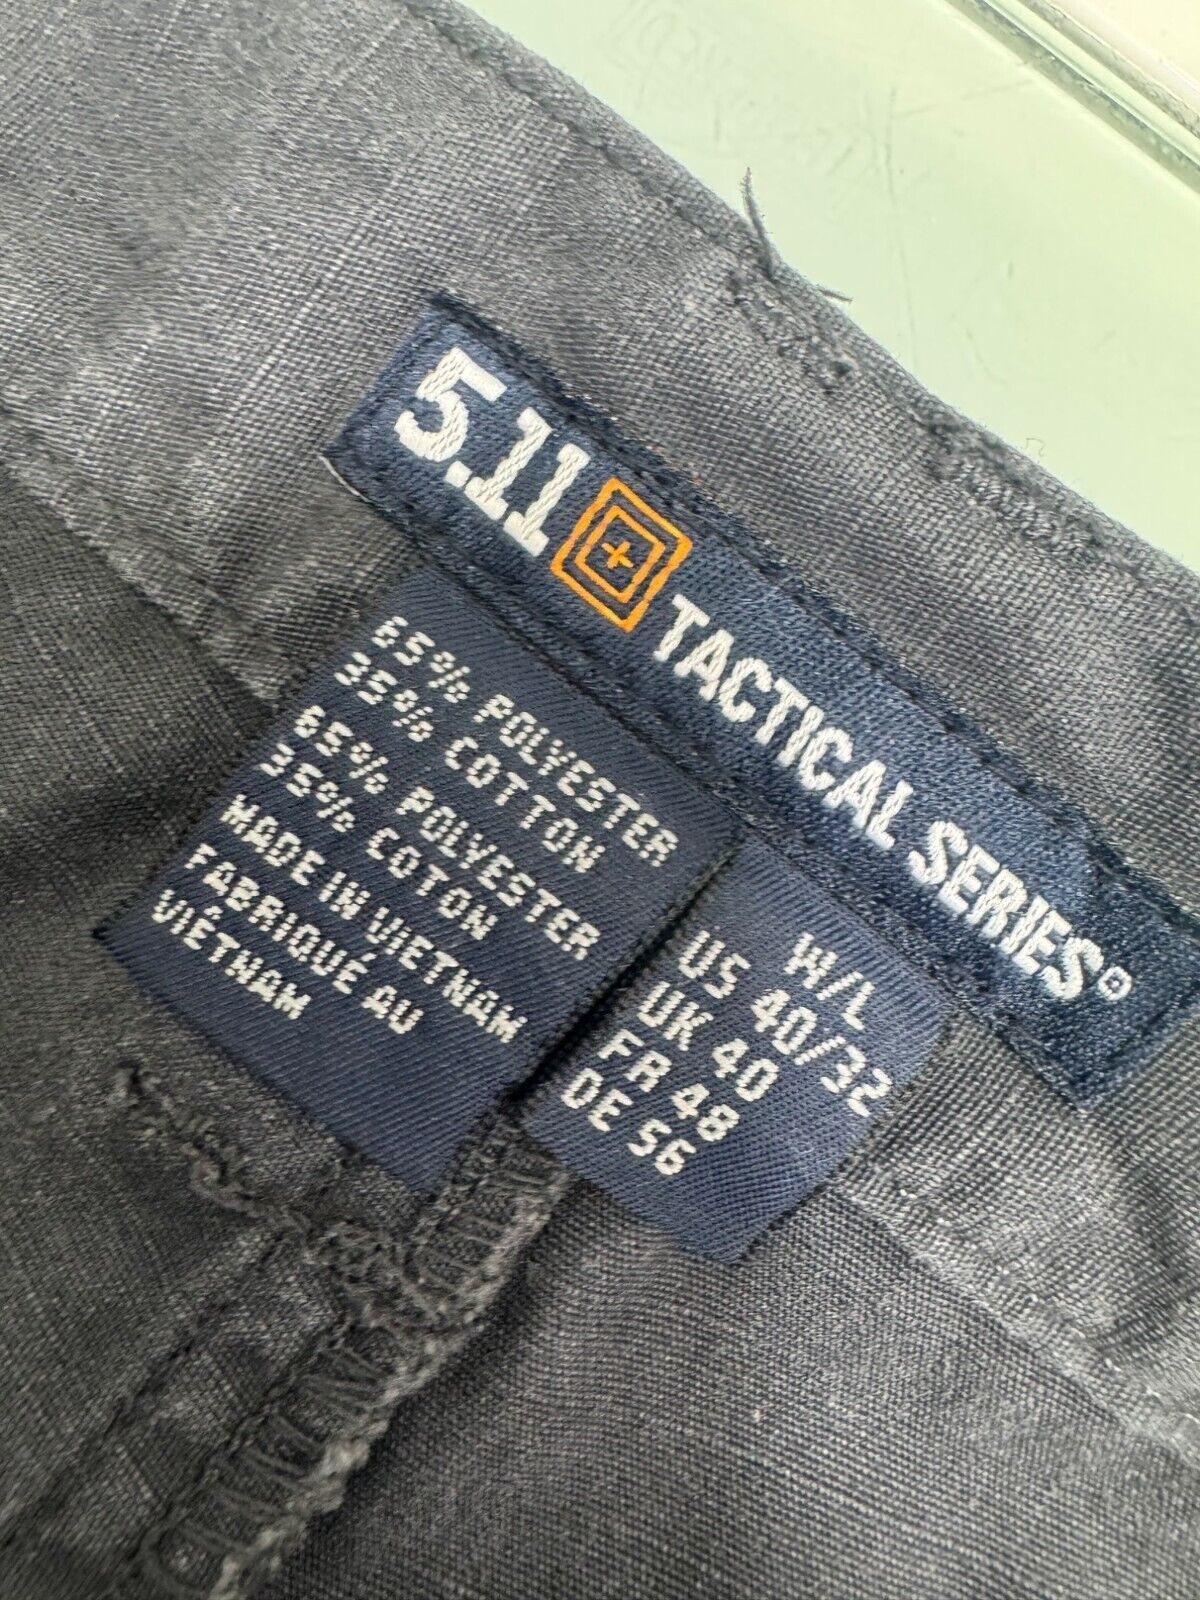 5.11 TACTICAL SERIES®
65% POLYESTER
35% COTTON
65% POLYESTER
35% COTON
MADE IN VIETNAM
FABRIQUÉ AU
VIÊTNAM
W/L
US 40/32
UK 40
FR 48
DE 56